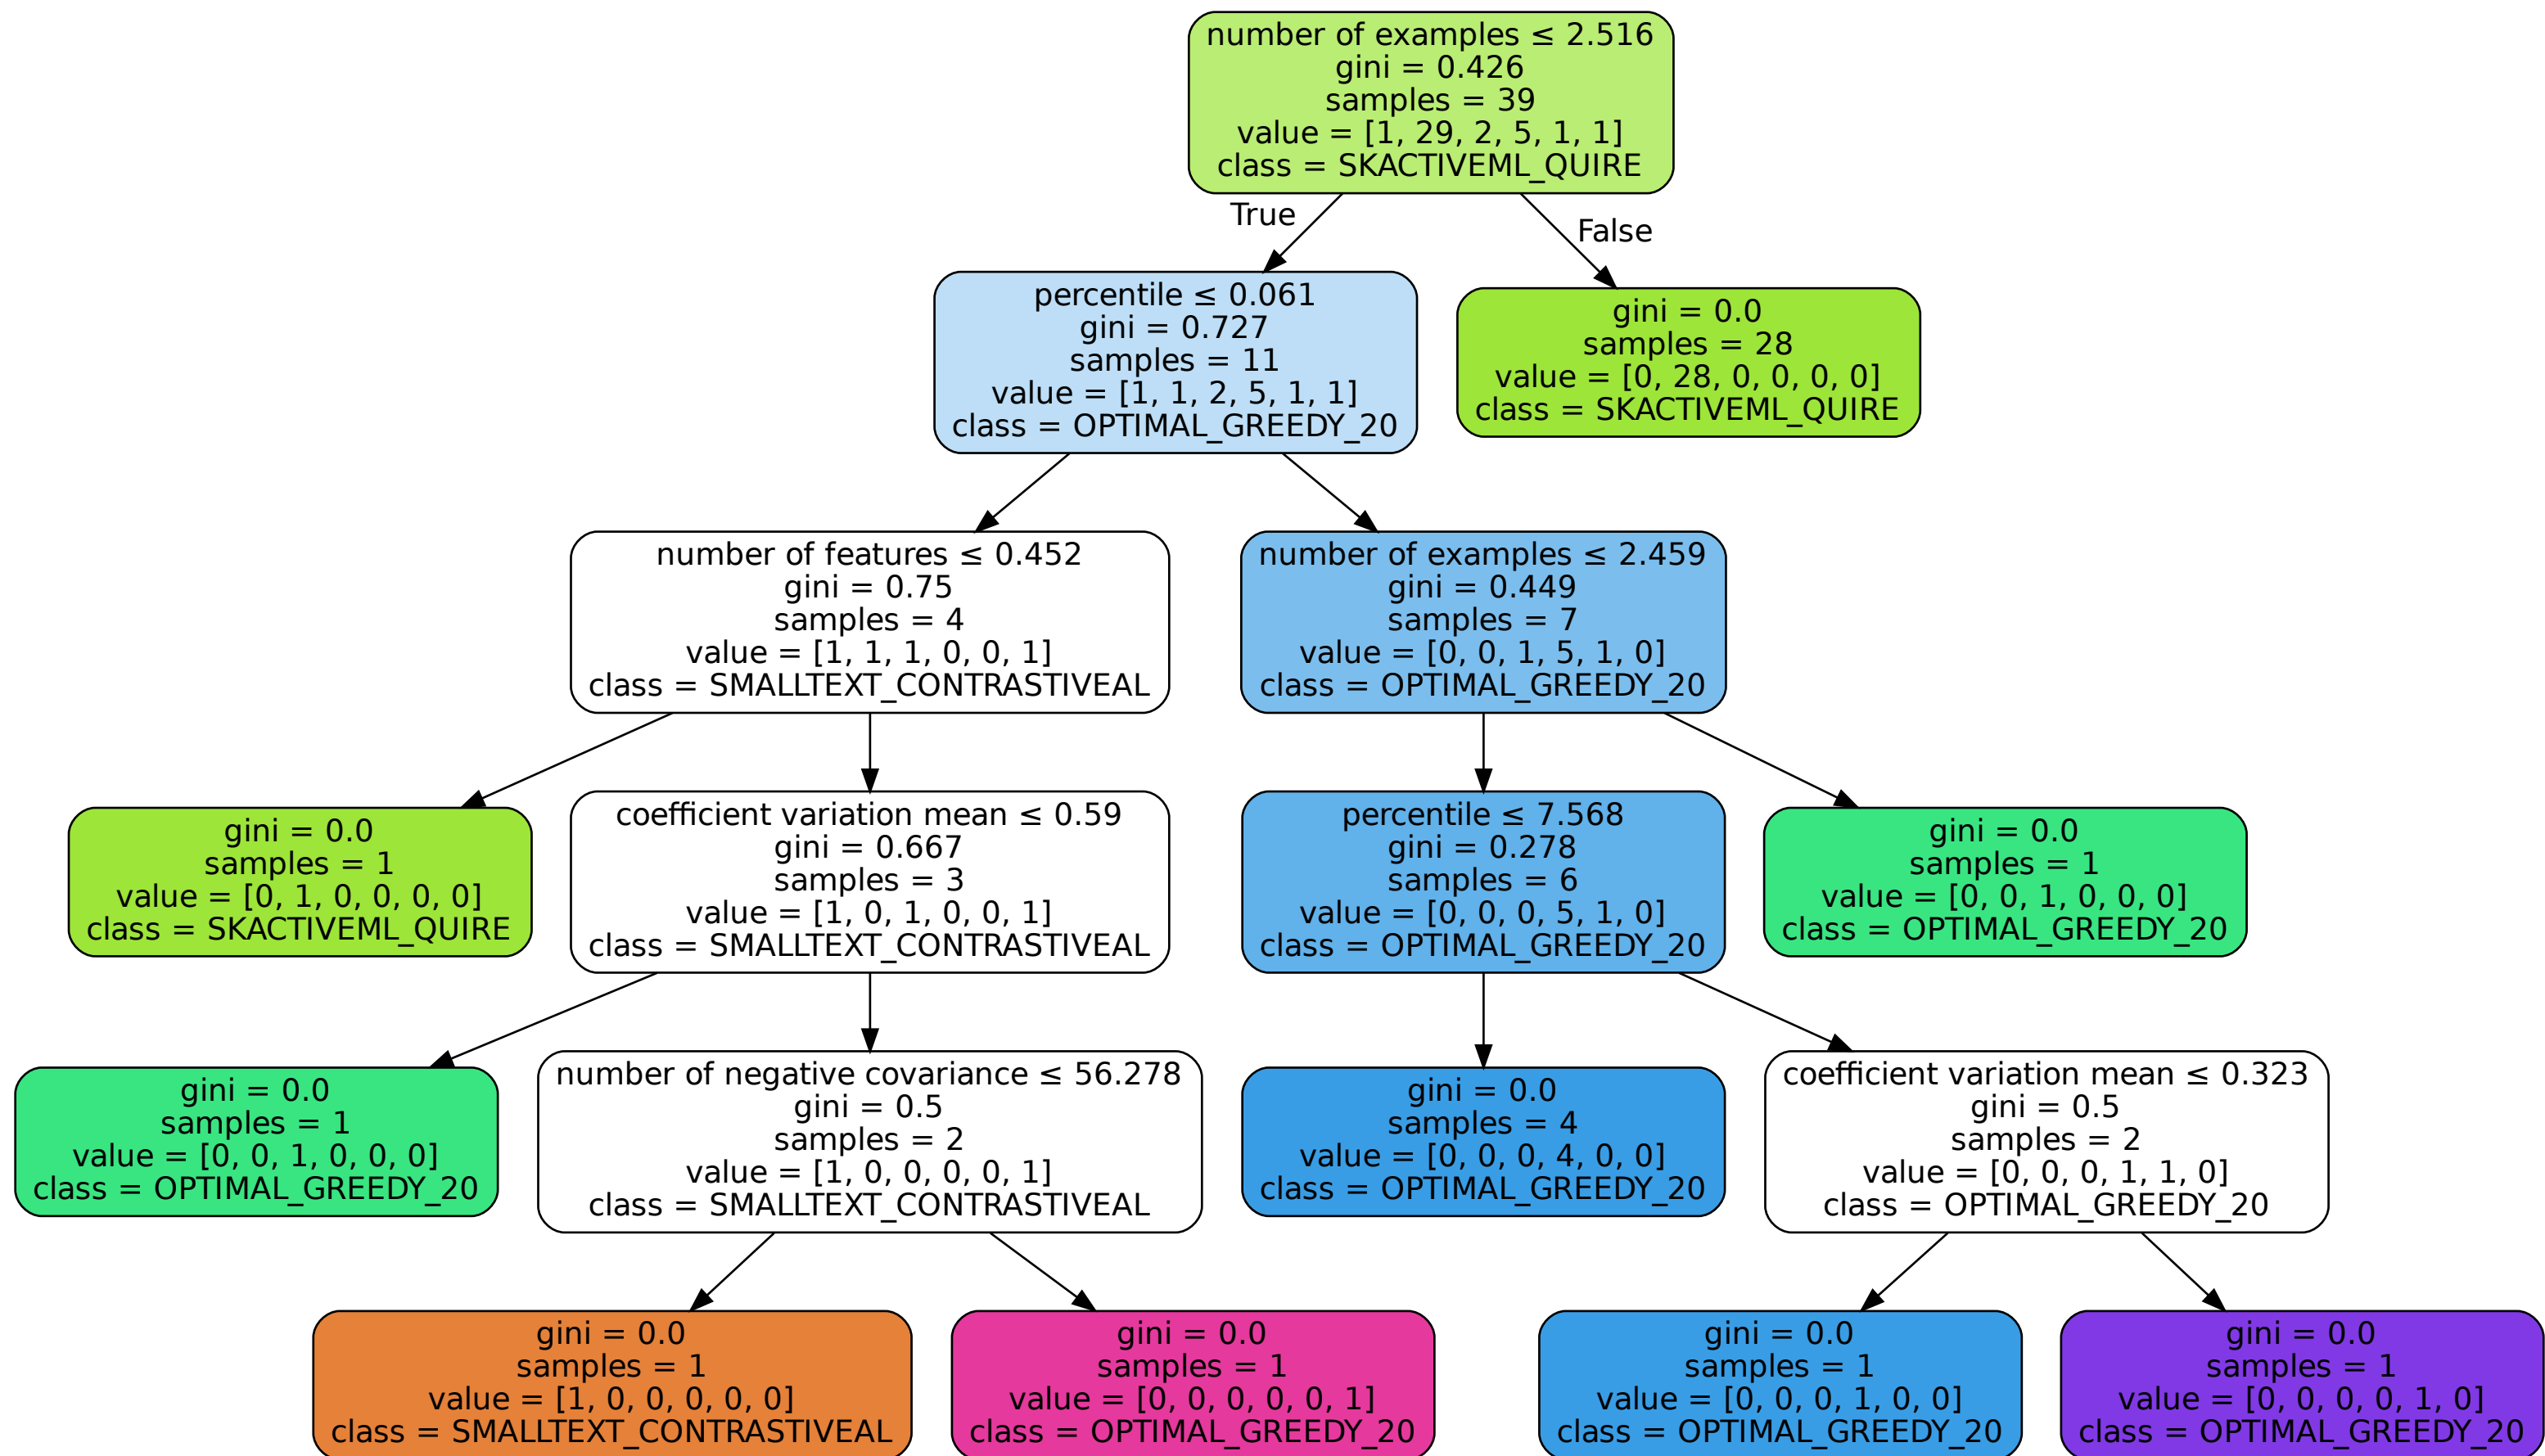 number of examples ≤ 2.516
gini = 0.426
samples = 39
value = [1, 29, 2, 5, 1, 1]
class = SKACTIVEML_QUIRE
True
False
percentile ≤ 0.061
gini = 0.727
samples = 11
value = [1, 1, 2, 5, 1, 1]
class = OPTIMAL_GREEDY_20
gini = 0.0
samples = 28
value = [0, 28, 0, 0, 0, 0]
class = SKACTIVEML_QUIRE
number of features ≤ 0.452
gini = 0.75
samples = 4
value = [1, 1, 1, 0, 0, 1]
class = SMALLTEXT_CONTRASTIVEAL
number of examples ≤ 2.459
gini = 0.449
samples = 7
value = [0, 0, 1, 5, 1, 0]
class = OPTIMAL_GREEDY_20
gini = 0.0
samples = 1
value = [0, 1, 0, 0, 0, 0]
class = SKACTIVEML_QUIRE
coefficient variation mean ≤ 0.59
gini = 0.667
samples = 3
value = [1, 0, 1, 0, 0, 1]
class = SMALLTEXT_CONTRASTIVEAL
percentile ≤ 7.568
gini = 0.278
samples = 6
value = [0, 0, 0, 5, 1, 0]
class = OPTIMAL_GREEDY_20
gini = 0.0
samples = 1
value = [0, 0, 1, 0, 0, 0]
class = OPTIMAL_GREEDY_20
gini = 0.0
samples = 1
value = [0, 0, 1, 0, 0, 0]
class = OPTIMAL_GREEDY_20
number of negative covariance ≤ 56.278
gini = 0.5
samples = 2
value = [1, 0, 0, 0, 0, 1]
class = SMALLTEXT_CONTRASTIVEAL
gini = 0.0
samples = 4
value = [0, 0, 0, 4, 0, 0]
class = OPTIMAL_GREEDY_20
coefficient variation mean ≤ 0.323
gini = 0.5
samples = 2
value = [0, 0, 0, 1, 1, 0]
class = OPTIMAL_GREEDY_20
gini = 0.0
samples = 1
value = [1, 0, 0, 0, 0, 0]
class = SMALLTEXT_CONTRASTIVEAL
gini = 0.0
samples = 1
value = [0, 0, 0, 0, 0, 1]
class = OPTIMAL_GREEDY_20
gini = 0.0
samples = 1
value = [0, 0, 0, 1, 0, 0]
class = OPTIMAL_GREEDY_20
gini = 0.0
samples = 1
value = [0, 0, 0, 0, 1, 0]
class = OPTIMAL_GREEDY_20